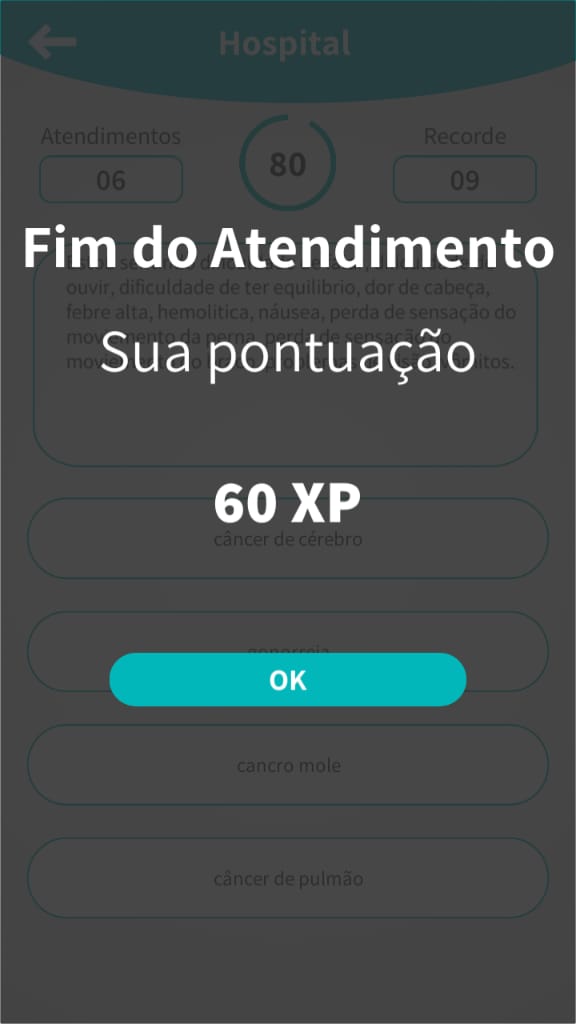 Hospital
Atendimentos
80
Recorde
06
09
Fim do Atendimento
ouvir, dificuldade de ter equilibrio, dor de cabeça,
febre alta, hemolitica, náusea, perda de sensação do
movimento da perna, perda de sensação do
Sua pontuação
60 XP
câncer de cérebro
gonorreia
OK
cancro mole
câncer de pulmão